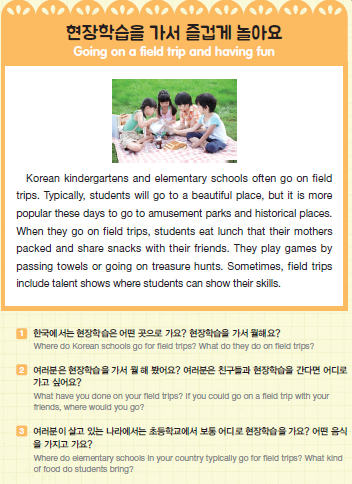 현장학습을 가서 즐겁게 놀아요
Going on a field trip and having fun
Korean kindergartens and elementary schools often go on field
trips. Typically, students will go to a beautiful place, but it is more
popular these days to go to amusement parks and historical places.
When they go on field trips, students eat lunch that their mothers
packed and share snacks with their friends. They play games by
passing towels or going on treasure hunts. Sometimes, field trips
include talent shows where students can show their skills.
1 한국에서는 현장학습은 어떤 곳으로 가요? 현장학습을 가서 뭘해요?
Where do Korean schools go for field trips? What do they do on field trips?
2 여러분은 현장학습을 가서 뭘 해 봤어요? 여러분은 친구들과 현장학습을 간다면 어디로
가고 싶어요?
What have you done on your field trips? If you could go on a field trip with your
friends, where would you go?
3 여러분이 살고 있는 나라에서는 초등학교에서 보통 어디로 현장학습을 가요? 어떤 음식
을 가지고 가요?
Where do elementary schools in your country typically go for field trips? What kind
of food do students bring?